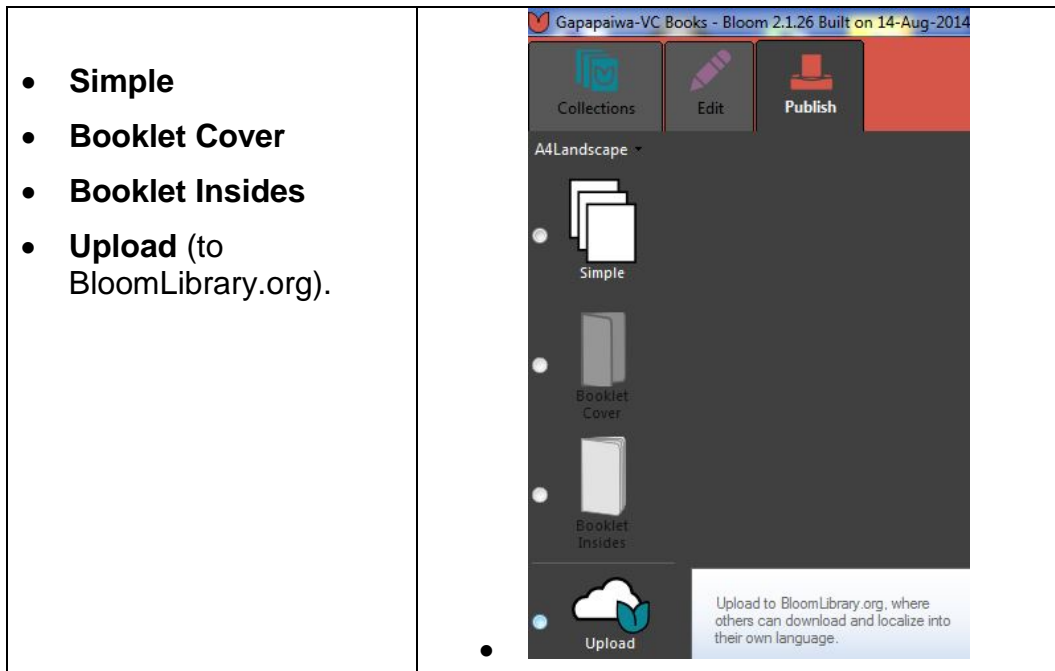 • Simple
• Booklet Cover
• Booklet Insides
• Upload (to
BloomLibrary.org).
Gapapaiwa-VC Books - Bloom 2.1.26 Built on 14-Aug-2014
Collections
Edit
Publish
A4Landscape
Simple
Booklet
Cover
Booklet
Insides
Upload
Upload to BloomLibrary.org, where
others can download and localize into
their own language.
•